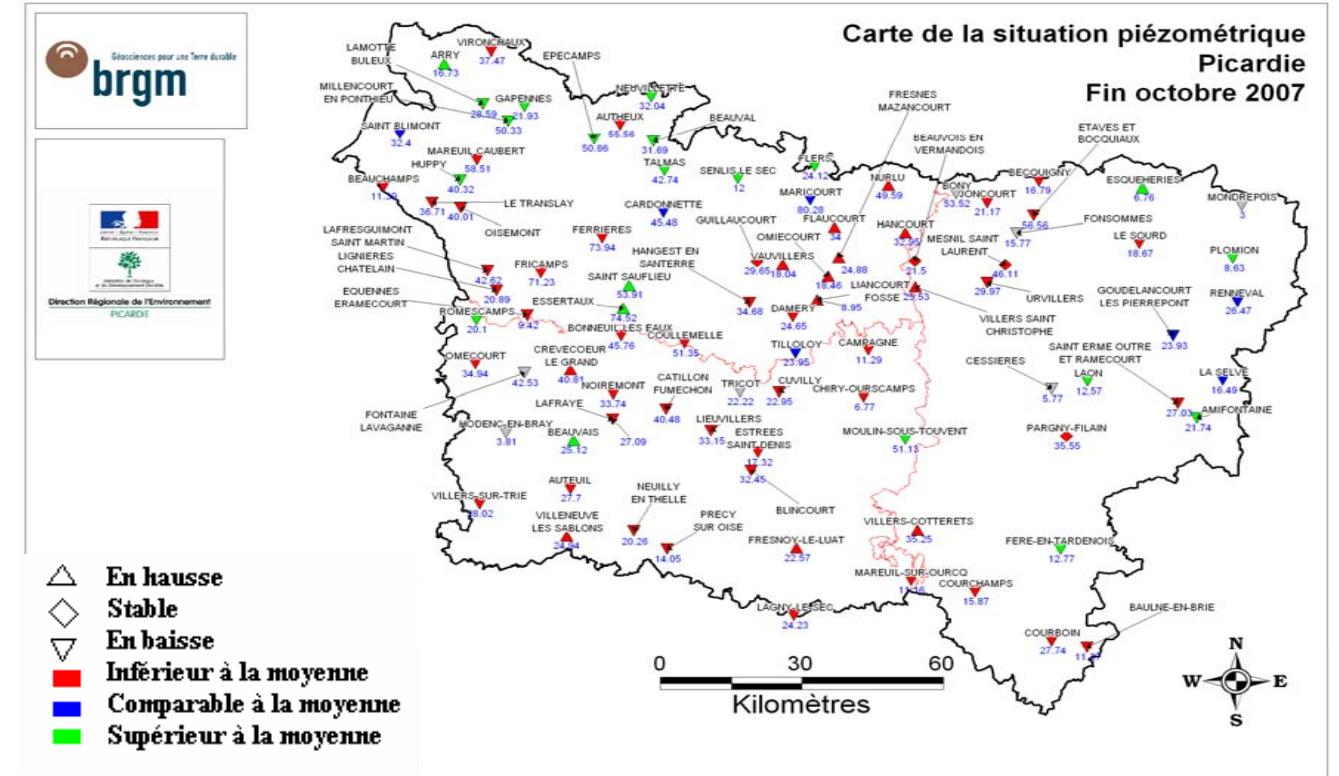 Géosciences pour une Terre durable
brgm
Liberté • Égalité • Fraternité
RÉPUBLIQUE FRANÇAISE
Direction Régionale de l'Environnement
PICARDIE
Carte de la situation piézométrique
Picardie
Fin octobre 2007
LAMOTTE
BULEUX
28.59
ARRY
16.73
VIRONCHAUX
37.47
EPECAMPS
50.86
NEUVILLETTE
32.04
MILLENCOURT
EN PONTHIEU
50.33
GAPENNES
21.93
AUTHEUX
55.56
BEAUVAL
31.69
SAINT BLIMONT
32.4
MAREUIL CAUBERT
58.51
HUPPY
40.32
BEAUCHAMPS
TALMAS
42.74
SENLIS LE SEC
12
FLERS
24.12
FRESNES
MAZANCOURT
24.88
BEAUVOIS EN
VERMANDOIS
21.5
ETAVES ET
BOCQUIAUX
56.56
NURLU
49.59
BONY
53.52
JONCOURT
21.17
BECQUIGNY
16.79
ESQUEHERIES
6.76
MONDREPOIS
3
LE TRANSLAY
36.71
OISEMONT
40.01
CARDONNETTE
45.48
MARICOURT
80.28
GUILLAUCOURT
29.65
FLAUCOURT
34
HANCOURT
32.95
FONSOMMES
15.77
LE SOURD
18.67
PLOMION
8.63
LAFRESGUIMONT
SAINT MARTIN
42.62
FERRIERES
73.94
HANGEST EN
SANTERRE
34.68
OMIECOURT
18.46
VAUVILLERS
18.04
MESNIL SAINT
LAURENT
46.11
LIGNIERES
CHATELAIN
20.89
FRICAMPS
71.23
SAINT SAUFLIEU
53.91
LIANCOURT
FOSSE
8.95
25.53
URVILLERS
29.97
VILLERS SAINT
CHRISTOPHE
GOUDELANCOURT
LES PIERREPONT
23.93
RENNEVAL
26.47
EQUENNES
ERAMECOURT
9.42
ROMESCAMPS
20.1
ESSERTAUX
74.52
DAMERY
24.65
BONNEUIL LES EAUX
45.76
COULLEMELLE
51.35
TILLOLOY
23.95
CAMPAGNE
11.29
OMECOURT
34.94
CREVECOEUR
LE GRAND
40.81
42.53
FONTAINE
LAVAGANNE
NOIREMONT
33.74
CATILLON
FUMECHON
40.48
TRICOT
22.22
CUVILLY
22.95
CHIRY-OURSCAMPS
6.77
CESSIERES
5.77
SAINT ERME OUTRE
ET RAMECOURT
27.03
LAON
12.57
LA SELVE
16.49
AMIFONTAINE
21.74
LAFRAYE
27.09
HODENC-EN-BRAY
3.81
BEAUVAIS
25.12
LIEUVILLERS
33.15
ESTREES
SAINT DENIS
17.32
32.45
BLINCOURT
MOULIN-SOUS-TOUVENT
51.13
PARGNY-FILAIN
35.55
VILLERS-SUR-TRIE
28.02
AUTEUIL
27.7
VILLENEUVE
LES SABLONS
24.94
NEUILLY
EN THELLE
20.26
PRECY
SUR OISE
14.05
FRESNOY-LE-LUAT
22.57
VILLERS-COTTERETS
35.25
FERE-EN-TARDENOIS
12.77
MAREUIL-SUR-OURCQ
COURCHAMPS
15.87
LAGNY-LE-SEC
24.23
COURBOIN
27.74
BAULNE-EN-BRIE
En hausse
Stable
En baisse
Inférieur à la moyenne
Comparable à la moyenne
Supérieur à la moyenne
0 30 60
Kilomètres
N
W E
S